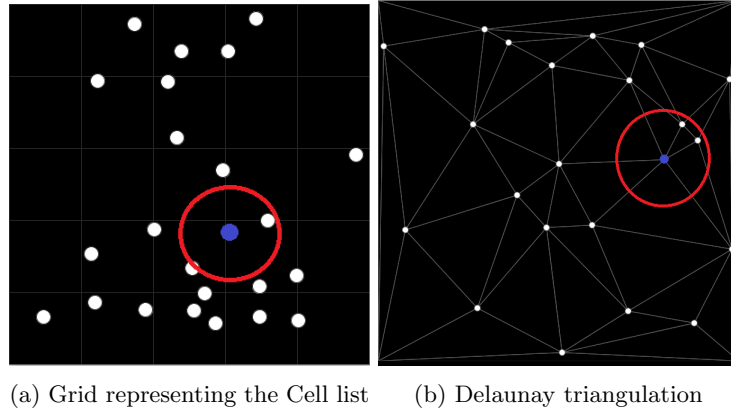 (a) Grid representing the Cell list
(b) Delaunay triangulation